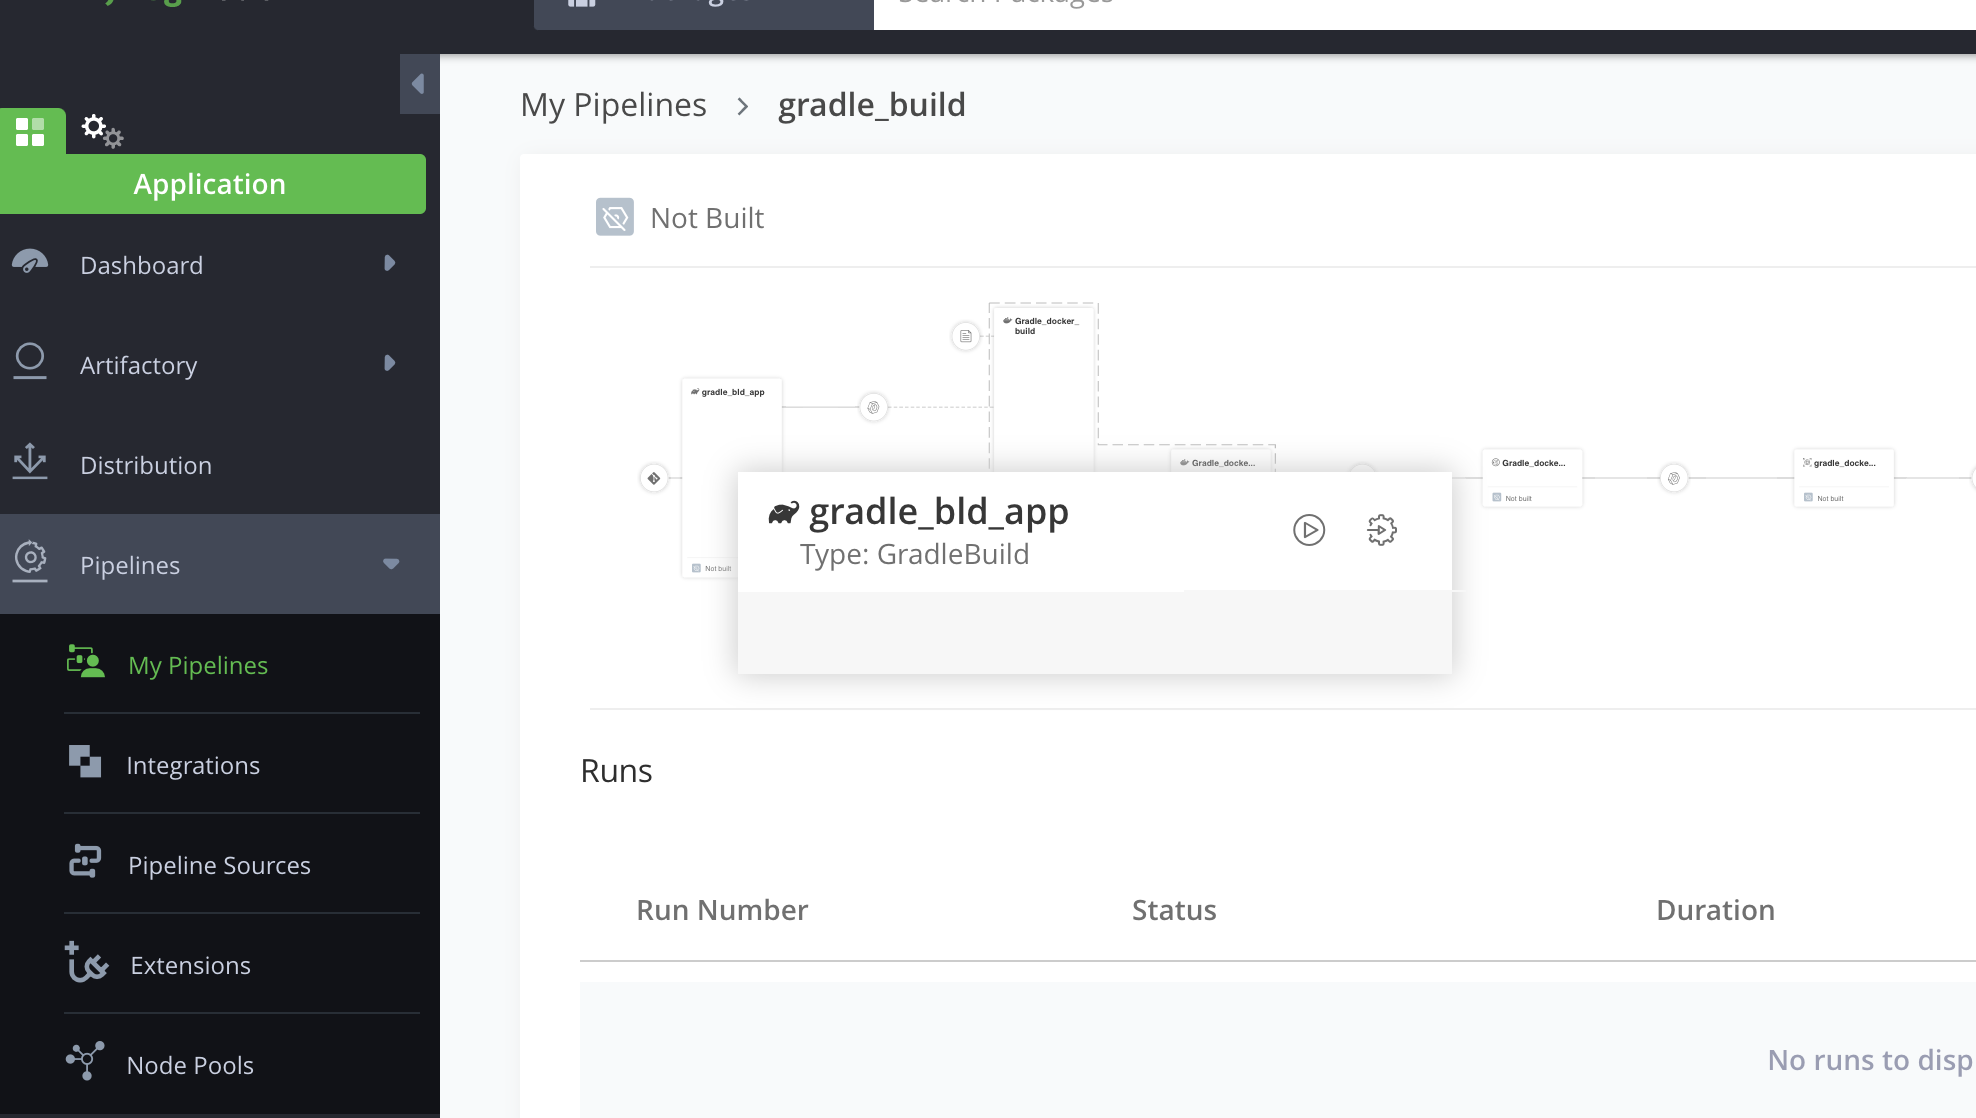 Application
Dashboard
Artifactory
Distribution
Pipelines
My Pipelines
Integrations
Pipeline Sources
Extensions
Node Pools
My Pipelines > gradle_build
Not Built
gradle_bld_app
Not built
Gradle_docker_
build
Gradle_docke...
Gradle_docke...
Not built
gradle_docke...
Not built
gradle_bld_app
Type: GradleBuild
Runs
Run Number Status Duration
No runs to disp